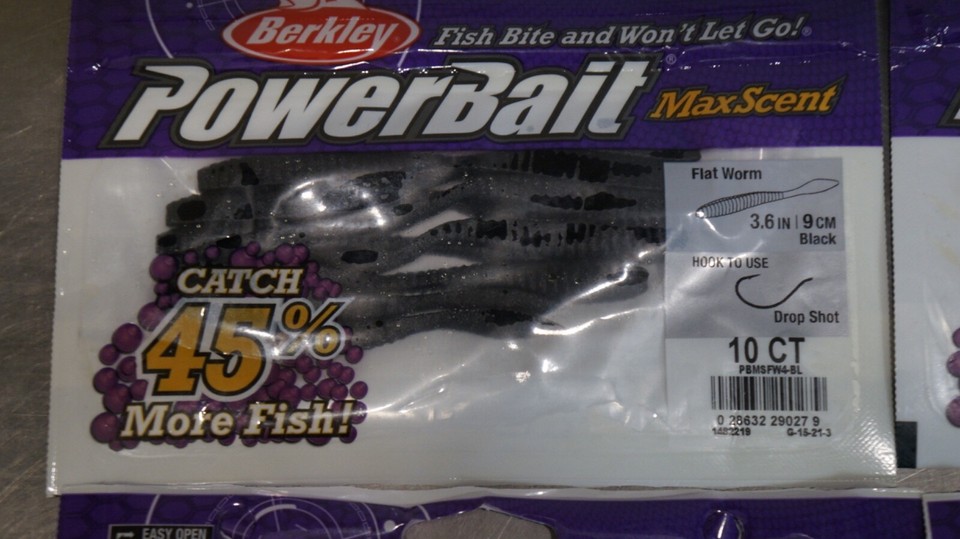 Berkley
Fish Bite and Won't Let Go!®
PowerBait®
MaxScent
Flat Worm
3.6 IN | 9 CM
Black
HOOK TO USE
Drop Shot
10 CT
PBMSFW4-BL
0 28632 29027 9
1482219 G-15-21-3
CATCH
45%
More Fish!
EASY OPEN